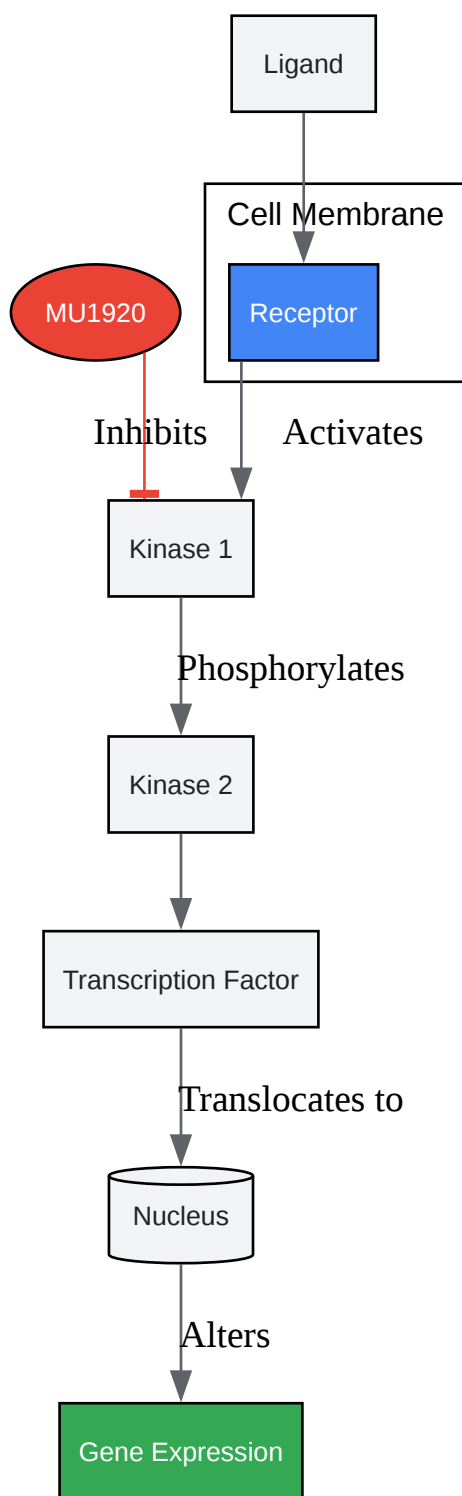 Ligand
Cell Membrane
MU1920
Receptor
Inhibits
Activates
Kinase 1
Phosphorylates
Kinase 2
Transcription Factor
Translocates to
Nucleus
Alters
Gene Expression